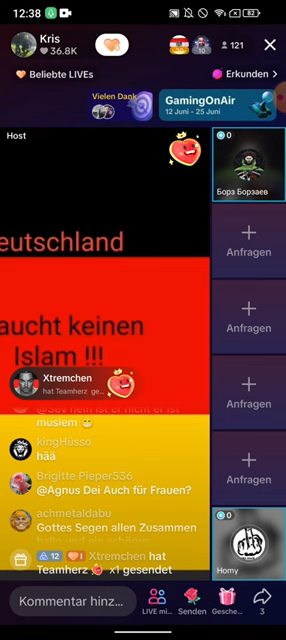 12:38
82
Kris
36.8K
10
121
Beliebte LIVEs
Erkunden
Vielen Dank
GamingOnAir
12 Juni - 25 Juni
Host
0
Борз Борзаев
eutschland
aucht keinen
Islam !!!
Anfragen
Anfragen
Anfragen
Anfragen
Xtremchen
hat Teamherz ge...
@Sev nein ist er nicht er ist
muslem
kingHüsso
hää
Brigitte Pieper536
@Agnus Dei Auch für Frauen?
achmetaldabu
Gottes Segen allen Zusammen
12 1 Xtremchen hat
Teamherz x1 gesendet
0
Homy
Kommentar hinz...
LIVE mi...
Senden
Gesche...
3